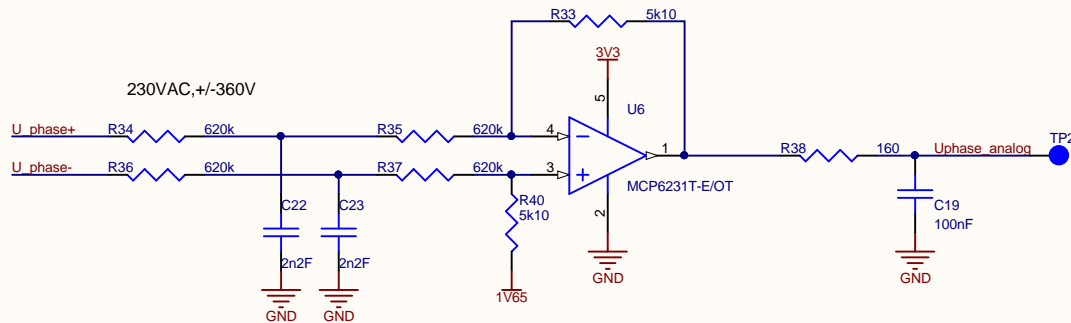 R33
5k10
3V3
230VAC,+/-360V
5
U6
U_phase+
R34
620k
R35
620k
4
TP2
1
R38
160
Uphase_analog
U_phase-
R36
620k
R37
620k
3
MCP6231T-E/OT
C22
C23
R40
5k10
2
C19
100nF
2n2F
2n2F
GND
GND
GND
GND
1V65